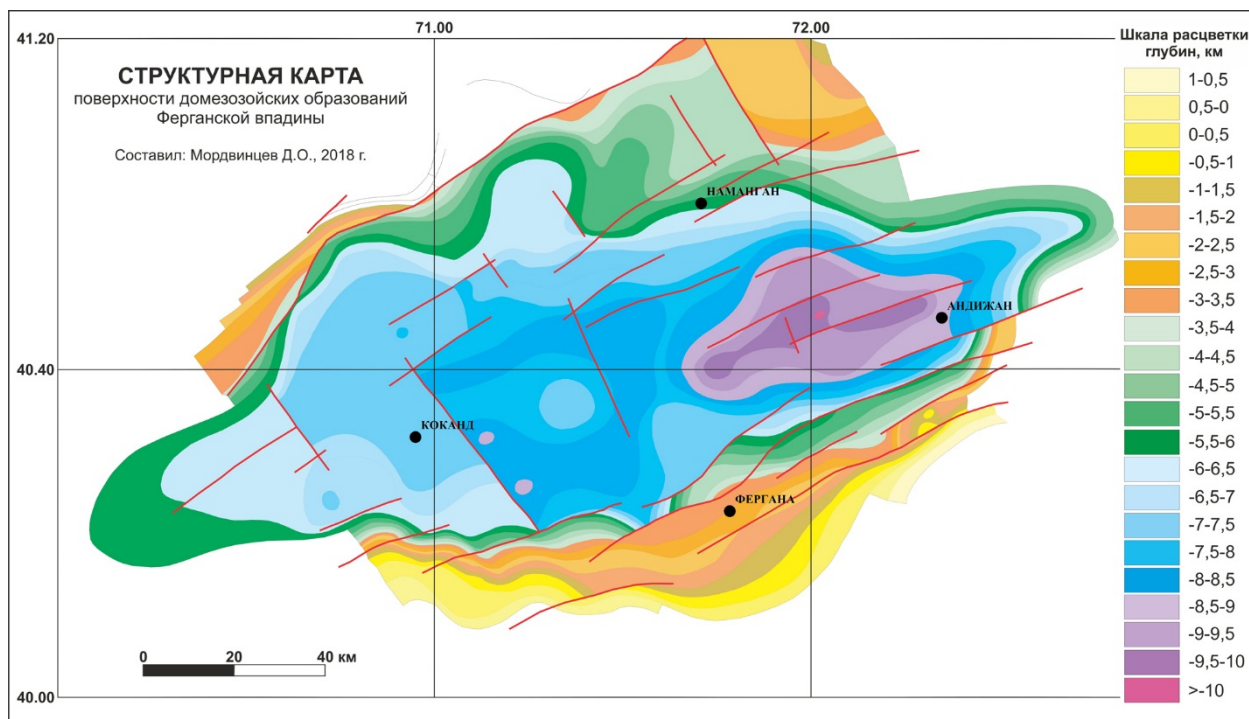 71.00
72.00
41.20
СТРУКТУРНАЯ КАРТА
поверхности домезозойских образований
Ферганской впадины
Составил: Мордвинцев Д.О., 2018 г.
НАМАНГАН
АНДИЖАН
40.40
КОКАНД
ФЕРГАНА
0 20 40 км
40.00
Шкала расцветки
глубин, км
1-0,5
0,5-0
0-0,5
-0,5-1
-1-1,5
-1,5-2
-2-2,5
-2,5-3
-3-3,5
-3,5-4
-4-4,5
-4,5-5
-5-5,5
-5,5-6
-6-6,5
-6,5-7
-7-7,5
-7,5-8
-8-8,5
-8,5-9
-9-9,5
-9,5-10
>-10